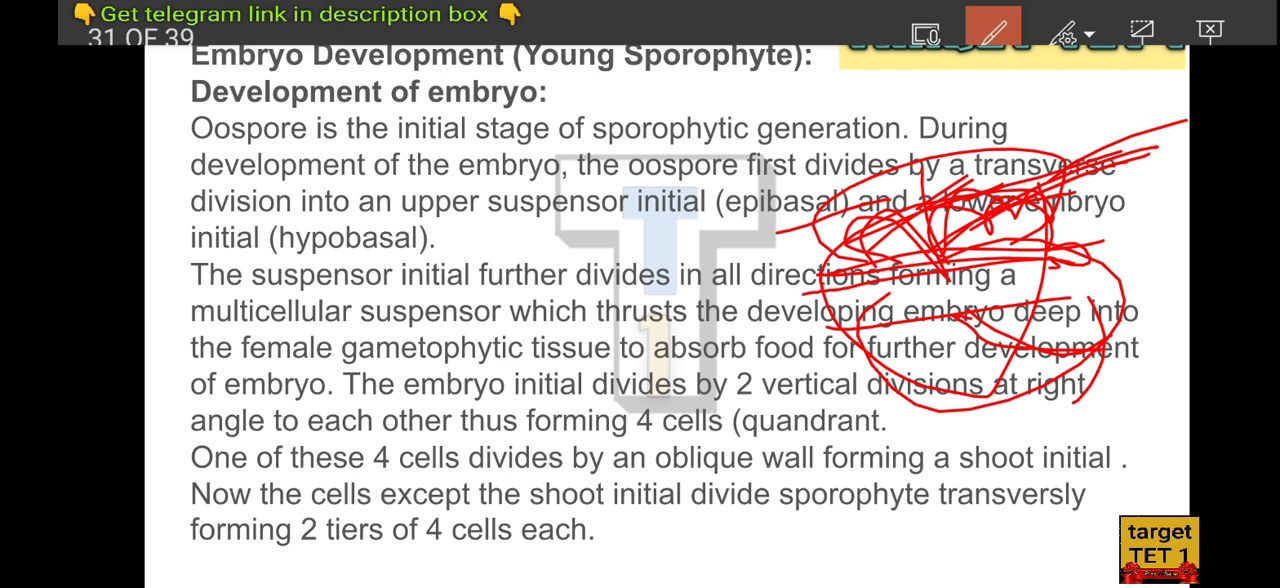 👇 Get telegram link in description box 👇
31 OF 39
Embryo Development (Young Sporophyte):
Development of embryo:
Oospore is the initial stage of sporophytic generation. During
development of the embryo, the oospore first divides by a transverse
division into an upper suspensor initial (epibasal) and a lower embryo
initial (hypobasal).
The suspensor initial further divides in all directions forming a
multicellular suspensor which thrusts the developing embryo deep into
the female gametophytic tissue to absorb food for further development
of embryo. The embryo initial divides by 2 vertical divisions at right
angle to each other thus forming 4 cells (quandrant.
One of these 4 cells divides by an oblique wall forming a shoot initial .
Now the cells except the shoot initial divide sporophyte transversly
forming 2 tiers of 4 cells each.
T
1
target
TET 1